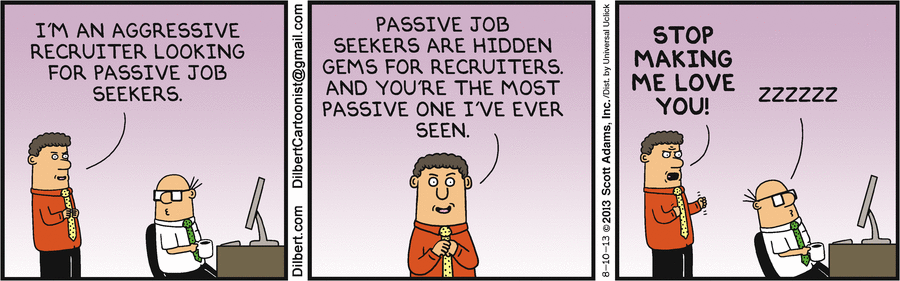 I'M AN AGGRESSIVE
RECRUITER LOOKING
FOR PASSIVE JOB
SEEKERS.
Dilbert.com DilbertCartoonist@gmail.com
PASSIVE JOB
SEEKERS ARE HIDDEN
GEMS FOR RECRUITERS.
AND YOU'RE THE MOST
PASSIVE ONE I'VE EVER
SEEN.
8-10-13 ©2013 Scott Adams, Inc. /Dist. by Universal Uclick
STOP
MAKING
ME LOVE
YOU!
ZZZZZZ